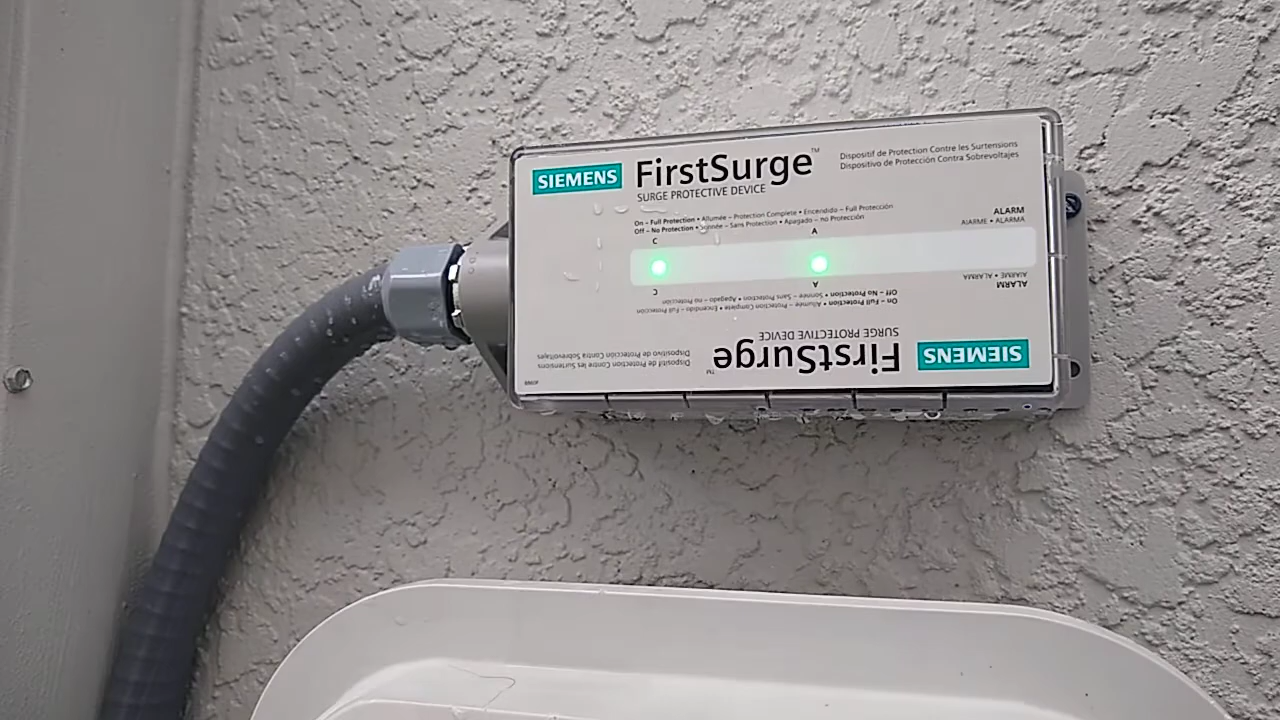 SIEMENS
FirstSurge™
SURGE PROTECTIVE DEVICE
Dispositif de Protection Contre les Surtensions
Dispositivo de Protección Contra Sobrevoltajes
On – Full Protection • Allumée – Protection Complete • Encendido – Full Protección
Off – No Protection • Sonnée – Sans Protection • Apagado – no Protección
ALARM
AlARME • ALARMA
C
A
C
A
ALARM
AlARME • ALARMA
On – Full Protection • Allumée – Protection Complete • Encendido – Full Protección
Off – No Protection • Sonnée – Sans Protection • Apagado – no Protección
SIEMENS
FirstSurge™
SURGE PROTECTIVE DEVICE
Dispositif de Protection Contre les Surtensions
Dispositivo de Protección Contra Sobrevoltajes